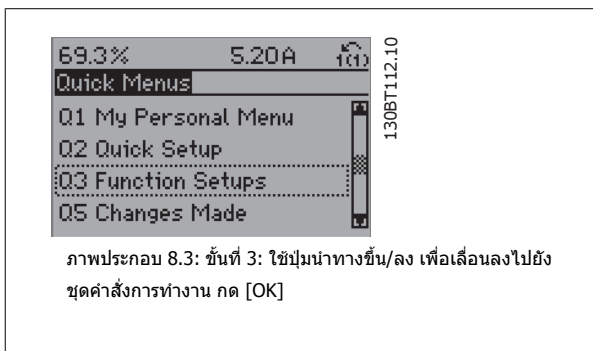 69.3% 5.20A 1(1)
Quick Menus
Q1 My Personal Menu
Q2 Quick Setup
Q3 Function Setups
Q5 Changes Made
130BT112.10
ภาพประกอบ 8.3: ขั้นที่ 3: ใช้ปุ่มนำทางขึ้น/ลง เพื่อเลื่อนลงไปยัง
ชุดคำสั่งการทำงาน กด [OK]